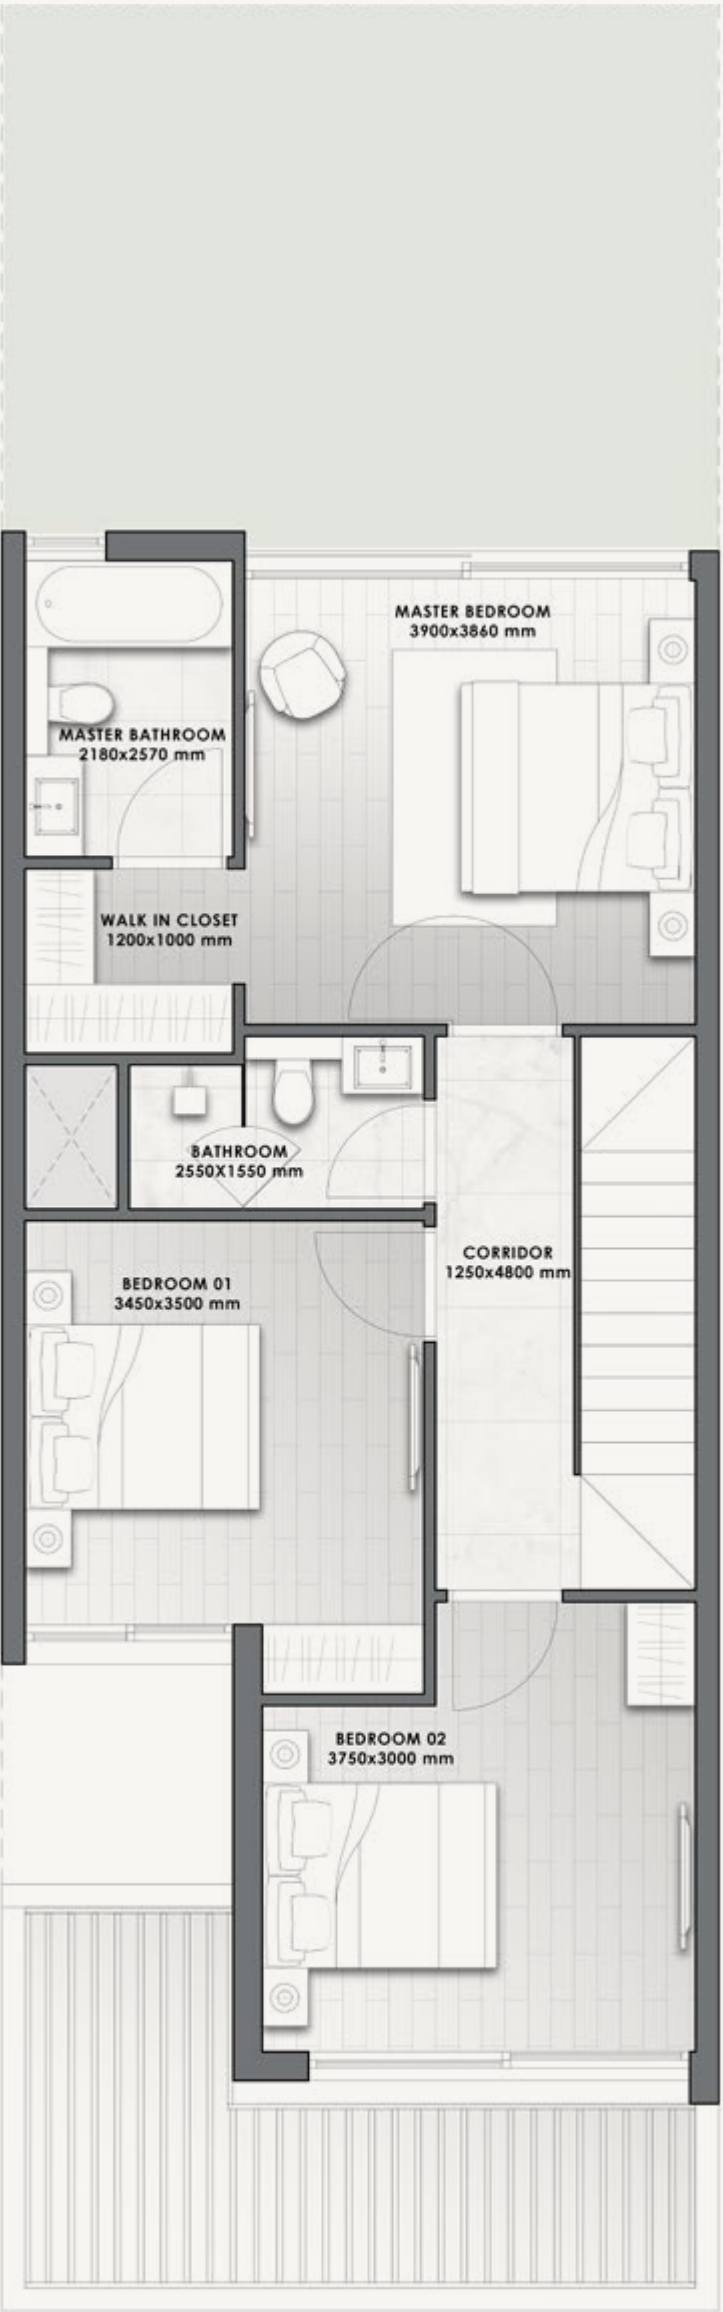 MASTER BEDROOM
3900x3860 mm
MASTER BATHROOM
2180x2570 mm
WALK IN CLOSET
1200x1000 mm
BATHROOM
2550X1550 mm
CORRIDOR
1250x4800 mm
BEDROOM 01
3450x3500 mm
BEDROOM 02
3750x3000 mm